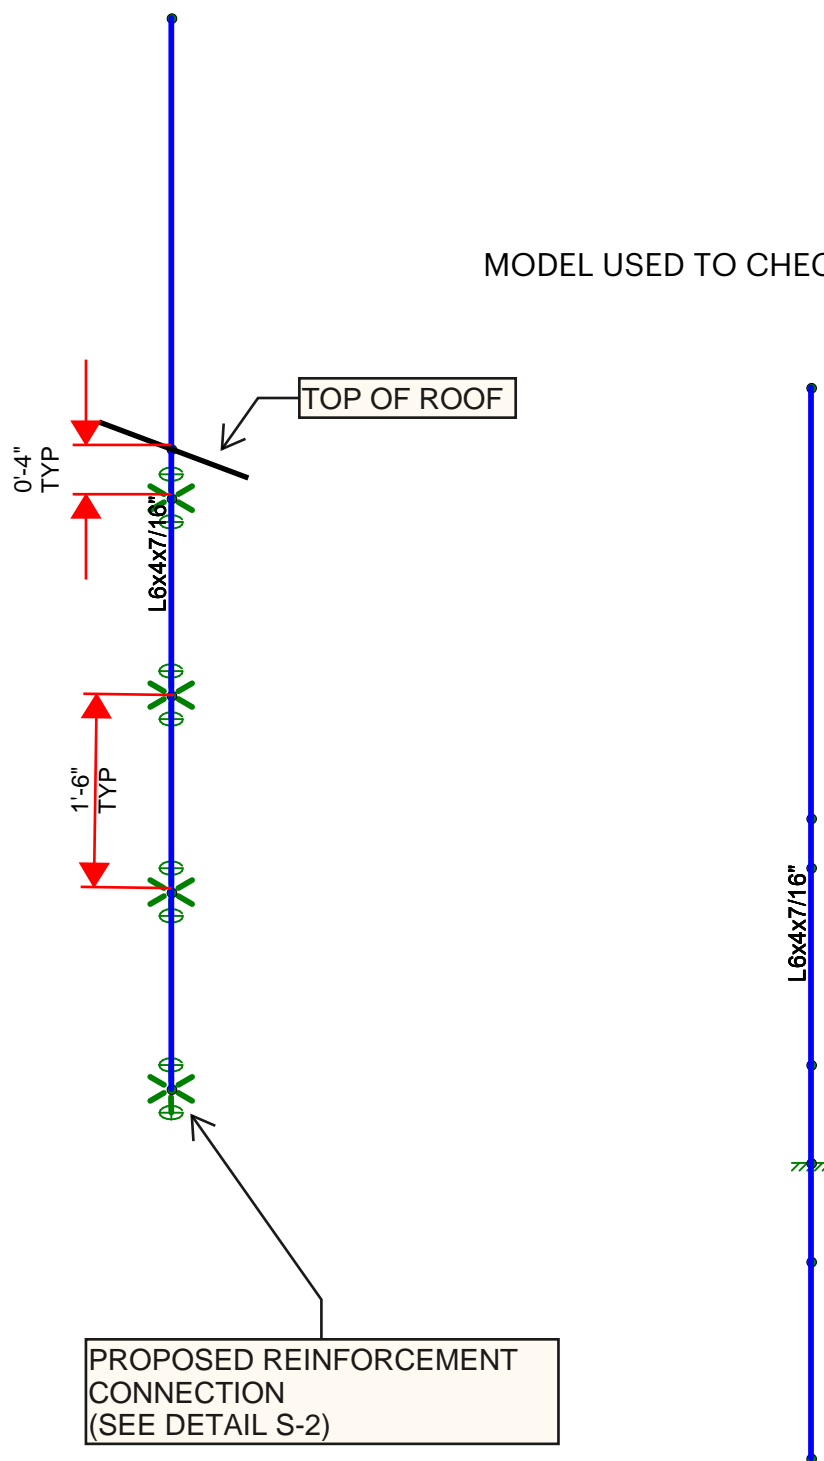 MODEL USED TO CHEC
TOP OF ROOF
0'-4"
TYP
L6x4x7/16"
1'-6"
TYP
L6x4x7/16"
PROPOSED REINFORCEMENT
CONNECTION
(SEE DETAIL S-2)